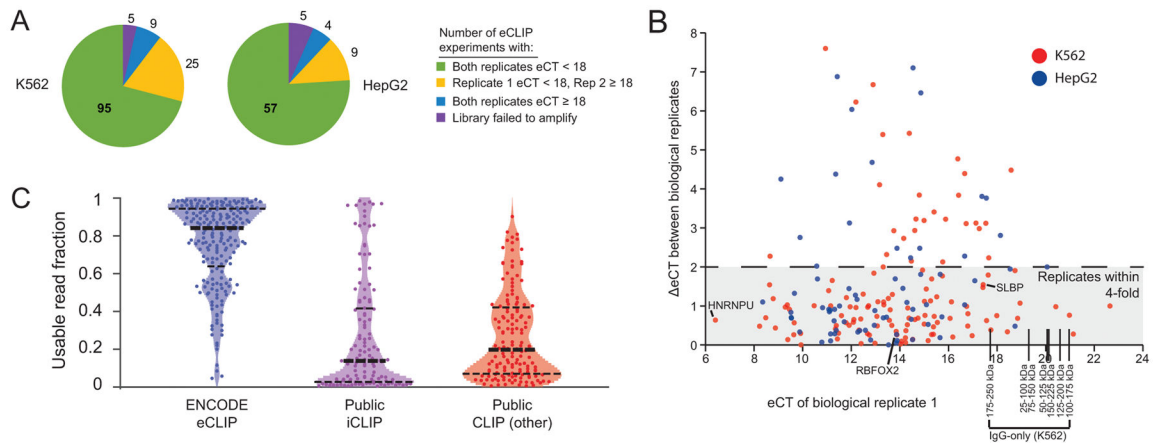 A
K562
5
9
25
95
5
4
9
57
HepG2
Number of eCLIP
experiments with:
Both replicates eCT < 18
Replicate 1 eCT < 18, Rep 2 ≥ 18
Both replicates eCT ≥ 18
Library failed to amplify
B
ΔeCT between biological replicates
8
7
6
5
4
3
2
1
0
K562
HepG2
Replicates within
4-fold
SLBP
HNRNPU
RBFOX2
6
8
10
12
14
16
18
20
22
24
eCT of biological replicate 1
175-250 kDa
25-100 kDa
75-150 kDa
50-125 kDa
150-225 kDa
125-200 kDa
100-175 kDa
IgG-only (K562)
C
Usable read fraction
1
0.8
0.6
0.4
0.2
0
ENCODE
eCLIP
Public
iCLIP
Public
CLIP (other)